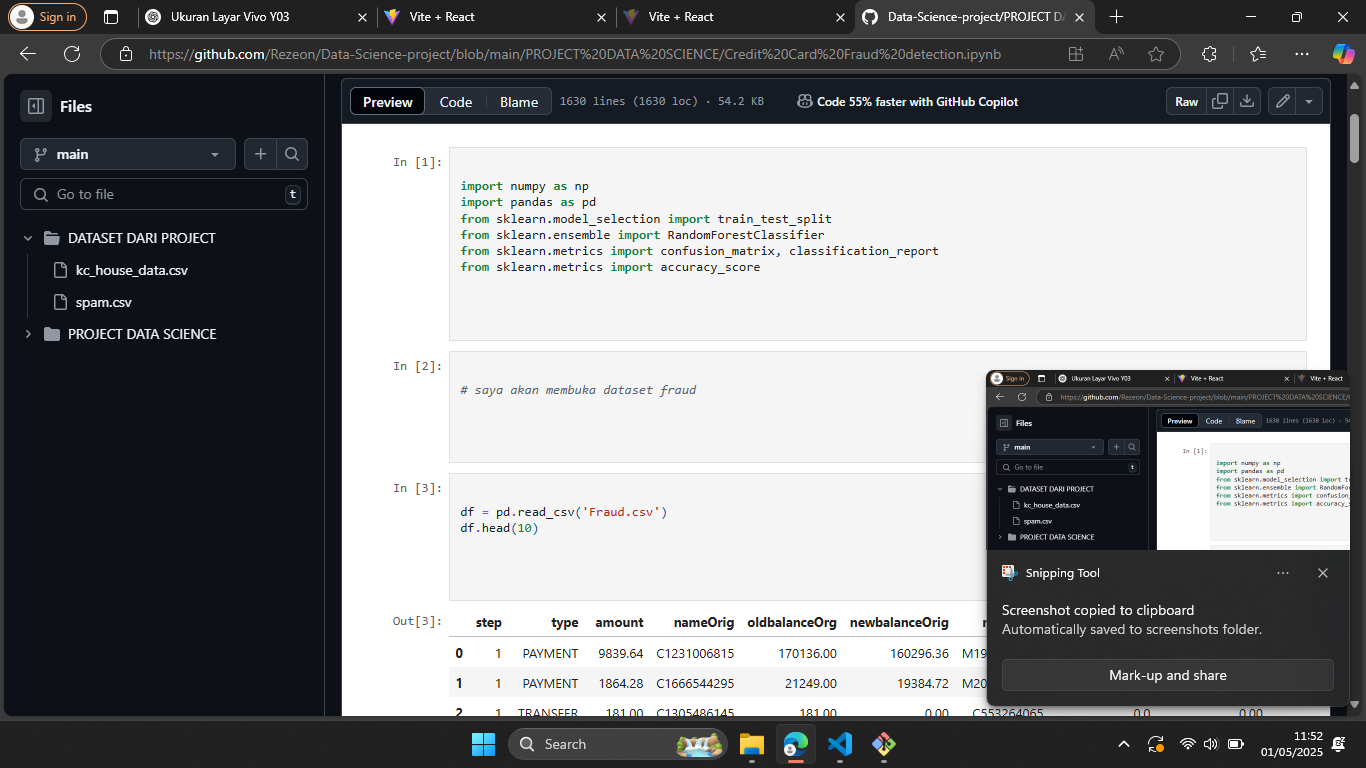 Sign in
Ukuran Layar Vivo Y03
Vite + React
Vite + React
Data-Science-project/PROJECT DA
https://github.com/Rezeon/Data-Science-project/blob/main/PROJECT%20DATA%20SCIENCE/Credit%20Card%20Fraud%20detection.ipynb
Files
main
Go to file
t
DATASET DARI PROJECT
kc_house_data.csv
spam.csv
PROJECT DATA SCIENCE
Preview
Code
Blame
1630 lines (1630 loc) · 54.2 KB
Code 55% faster with GitHub Copilot
Raw
In [1]:
import numpy as np
import pandas as pd
from sklearn.model_selection import train_test_split
from sklearn.ensemble import RandomForestClassifier
from sklearn.metrics import confusion_matrix, classification_report
from sklearn.metrics import accuracy_score
In [2]:
# saya akan membuka dataset fraud
In [3]:
df = pd.read_csv('Fraud.csv')
df.head(10)
Out[3]:
step type amount nameOrig oldbalanceOrg newbalanceOrig
0 1 PAYMENT 9839.64 C1231006815 170136.00 160296.36 M19
1 1 PAYMENT 1864.28 C1666544295 21249.00 19384.72 M20
2 1 TRANSFER 181.00 C1305486145 181.00 0.00 C553264065 0.0 0.00
Sign in
Ukuran Layar Vivo Y03
Vite + React
Vite + React
https://github.com/Rezeon/Data-Science-project/blob/main/PROJECT%20DATA%20SCIENCE/C
Files
main
Go to file
t
DATASET DARI PROJECT
kc_house_data.csv
spam.csv
PROJECT DATA SCIENCE
Preview
Code
Blame
1630 lines (1630 loc) · 54
In [1]:
import numpy as np
import pandas as pd
from sklearn.model_selection import t
from sklearn.ensemble import RandomFore
from sklearn.metrics import confusion_
from sklearn.metrics import accuracy_s
Snipping Tool
Screenshot copied to clipboard
Automatically saved to screenshots folder.
Mark-up and share
Search
11:52
01/05/2025